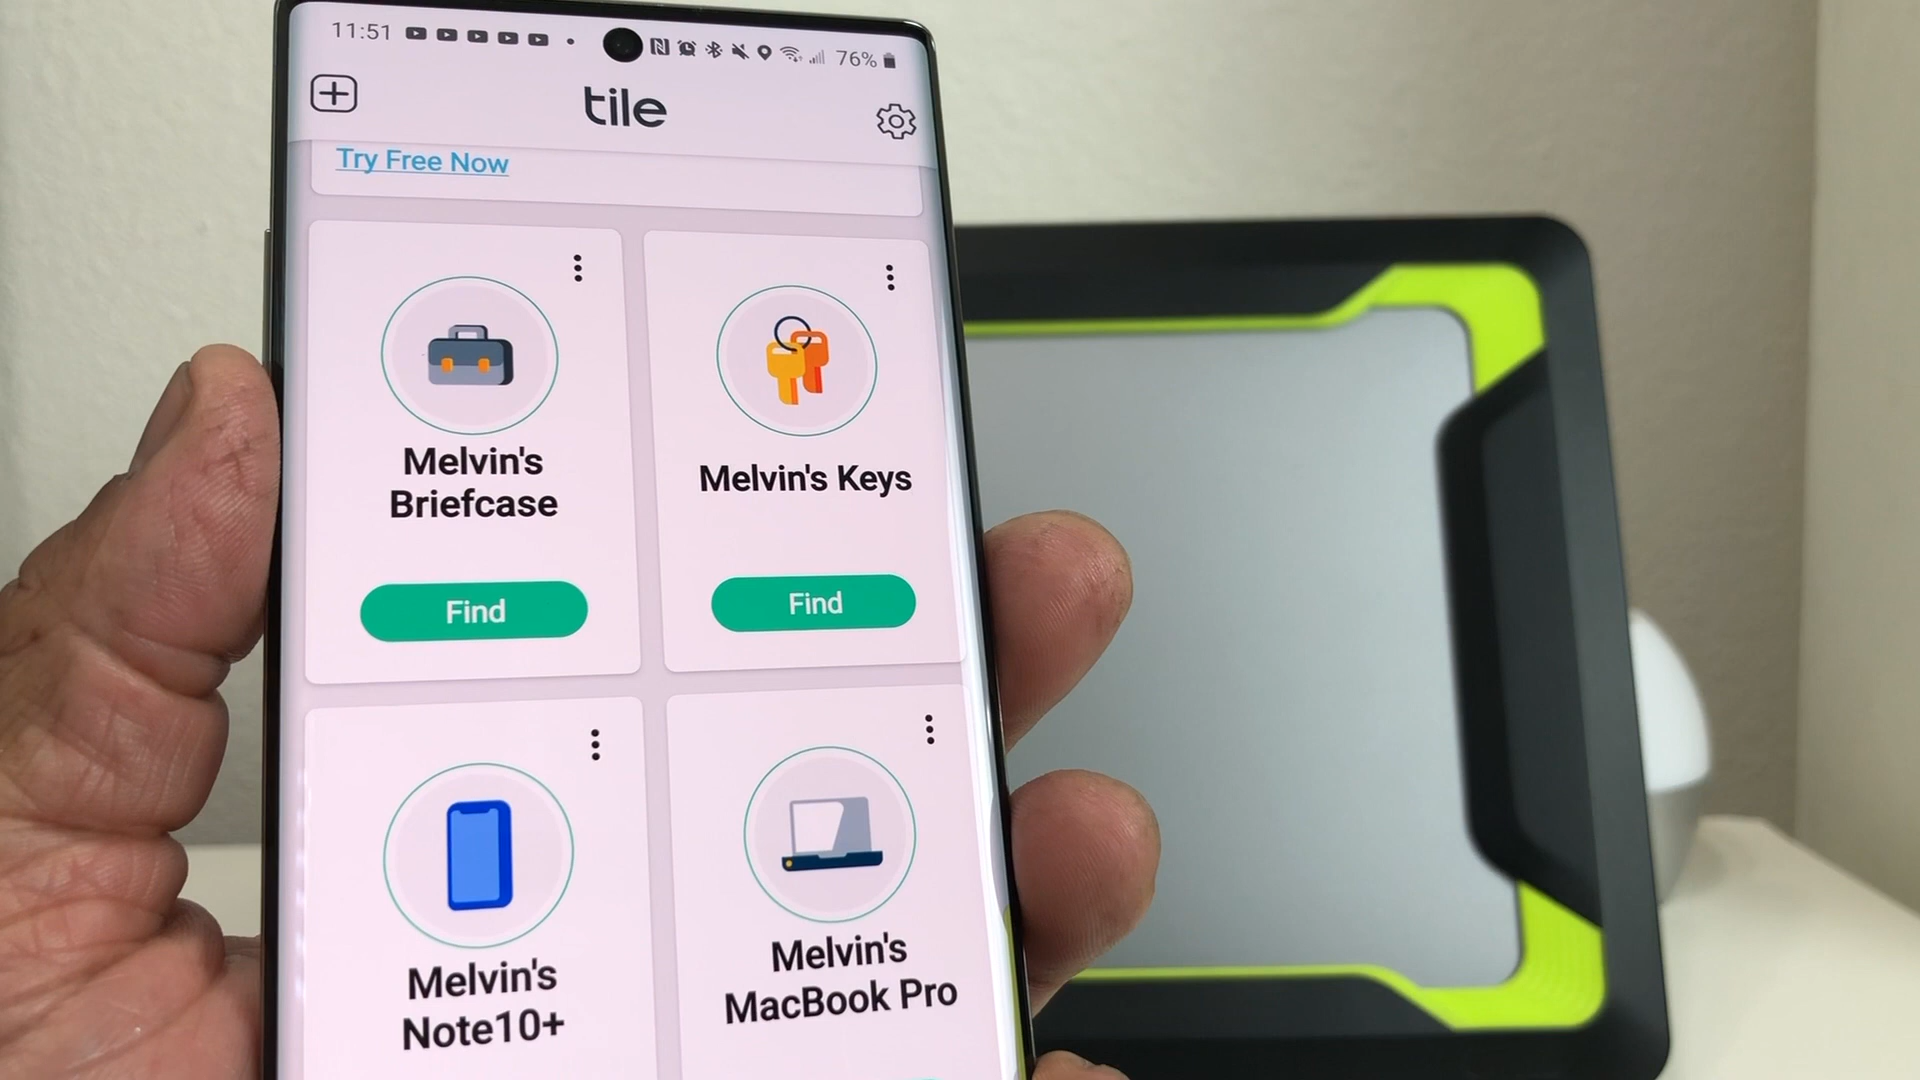 11:51
76%
tile
Try Free Now
Melvin's
Briefcase
Melvin's Keys
Find
Find
Melvin's
Note10+
Melvin's
MacBook Pro